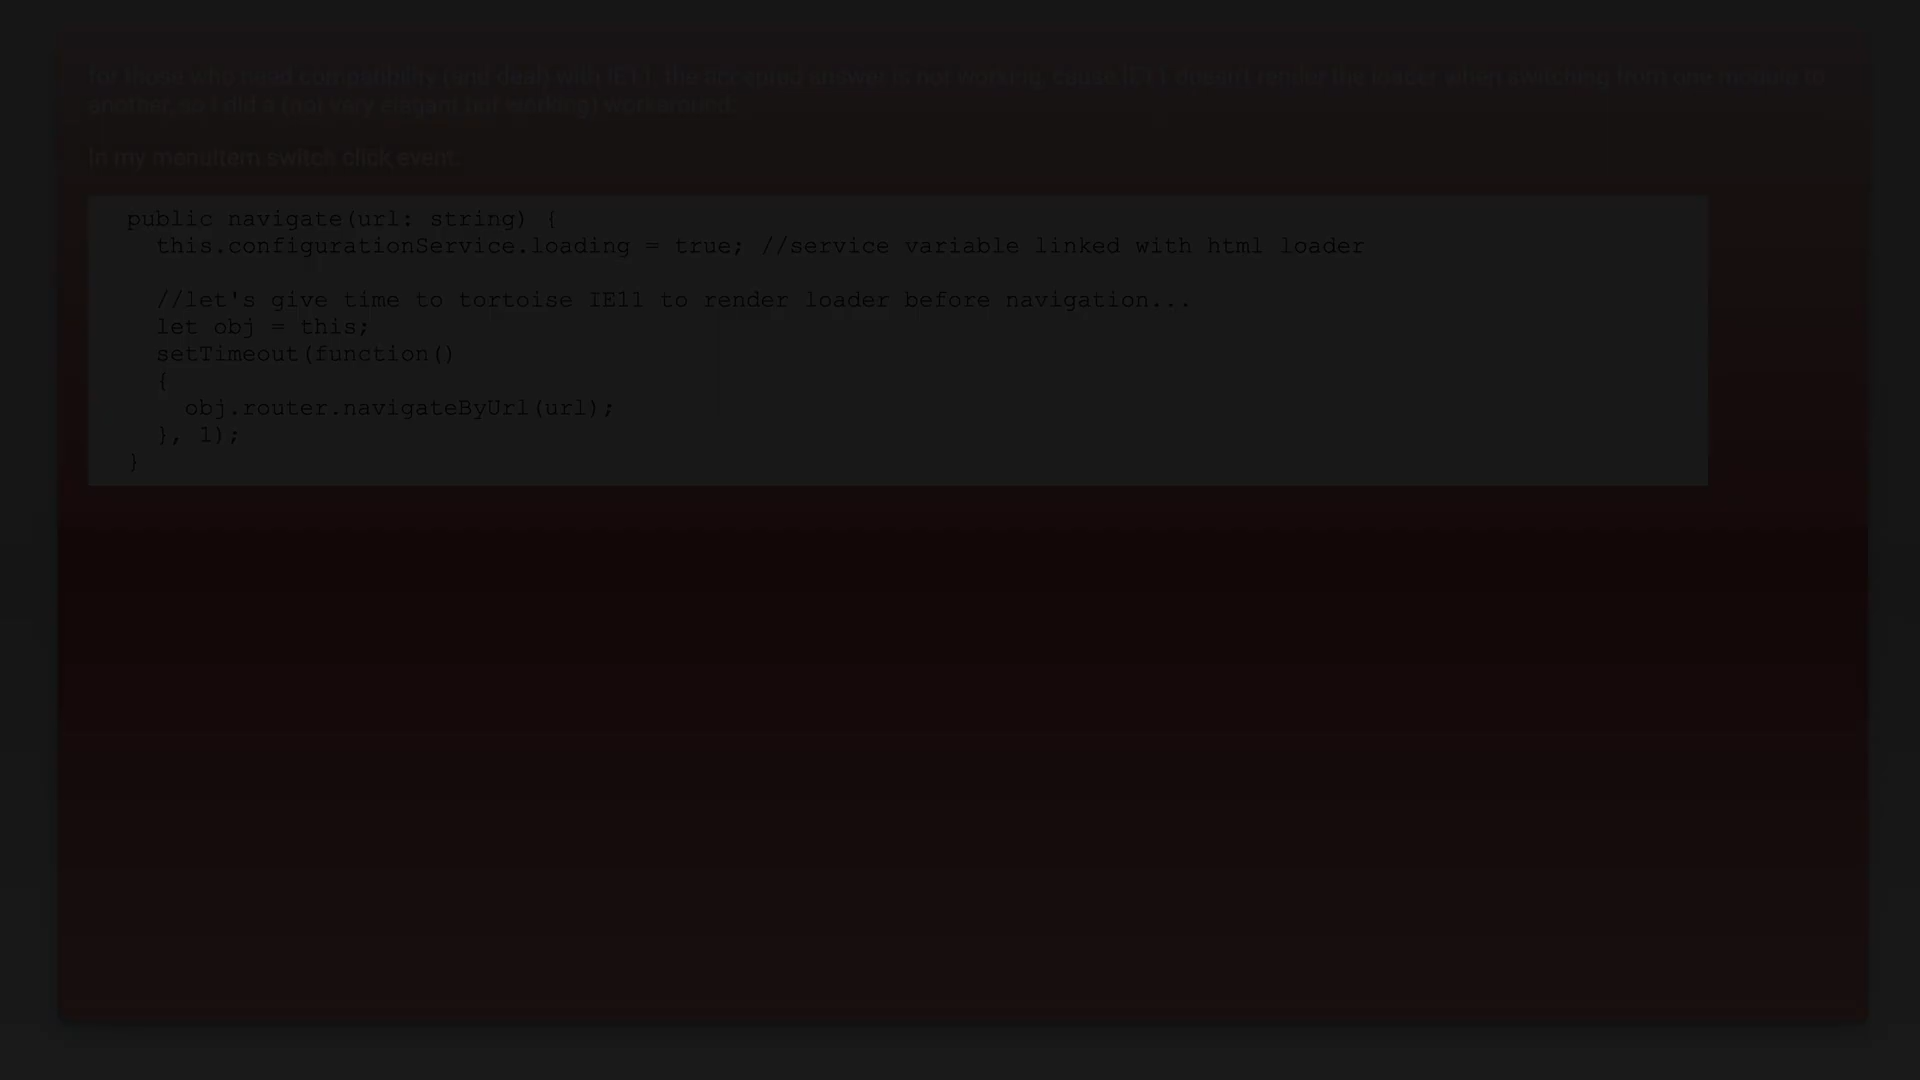 for those who need compatibility (and deal) with IE11, the accepted answer is not working, cause IE11 doesn't render the loader when switching from one module to
another, so I did a (not very elegant but working) workaround.
In my menuItem switch click event:
public navigate(url: string) {
this.configurationService.loading = true; //service variable linked with html loader
//let's give time to tortoise IE11 to render loader before navigation...
let obj = this;
setTimeout(function()
{
obj.router.navigateByUrl(url);
}, 1);
}